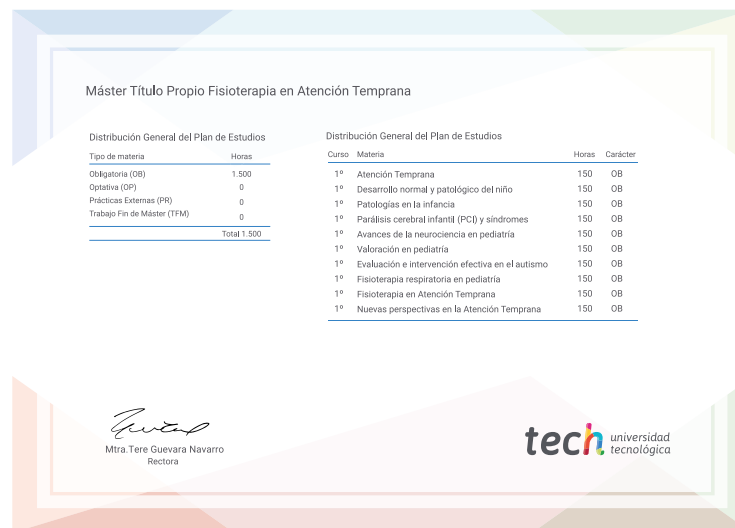 Máster Título Propio Fisioterapia en Atención Temprana
Distribución General del Plan de Estudios
Tipo de materia Horas
Obligatoria (OB) 1.500
Optativa (OP) 0
Prácticas Externas (PR) 0
Trabajo Fin de Máster (TFM) 0
Total 1.500
Distribución General del Plan de Estudios
Curso Materia Horas Carácter
1º Atención Temprana 150 OB
1º Desarrollo normal y patológico del niño 150 OB
1º Patologías en la infancia 150 OB
1º Parálisis cerebral infantil (PCI) y síndromes 150 OB
1º Avances de la neurociencia en pediatría 150 OB
1º Valoración en pediatría 150 OB
1º Evaluación e intervención efectiva en el autismo 150 OB
1º Fisioterapia respiratoria en pediatría 150 OB
1º Fisioterapia en Atención Temprana 150 OB
1º Nuevas perspectivas en la Atención Temprana 150 OB
Mtra.Tere Guevara Navarro
Rectora
tech universidad
tecnológica